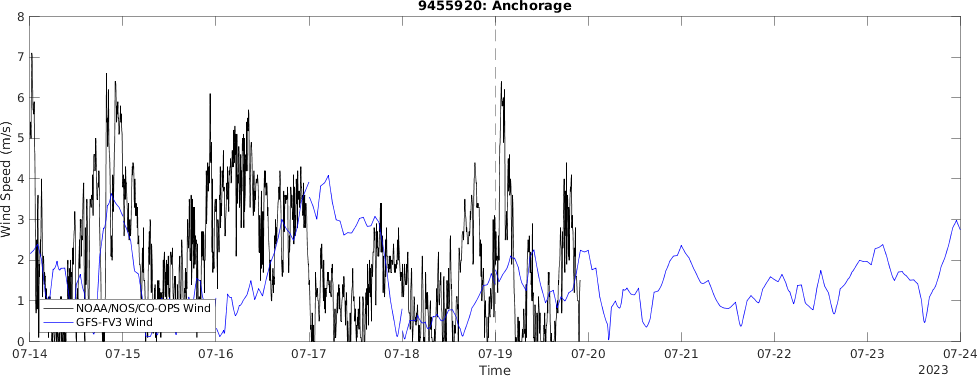 9455920: Anchorage
Wind Speed (m/s)
8
7
6
5
4
3
2
1
0
NOAA/NOS/CO-OPS Wind
GFS-FV3 Wind
07-14 07-15 07-16 07-17 07-18 07-19 07-20 07-21 07-22 07-23 07-24
Time
2023